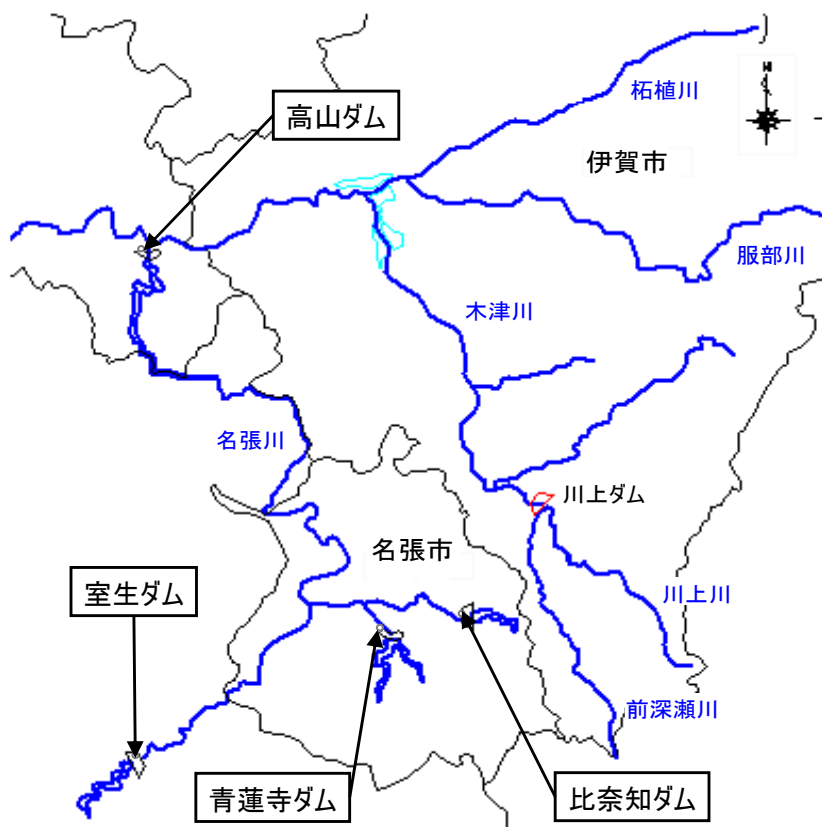 柘植川
高山ダム
N
伊賀市
服部川
木津川
名張川
川上ダム
名張市
室生ダム
川上川
前深瀬川
青蓮寺ダム
比奈知ダム